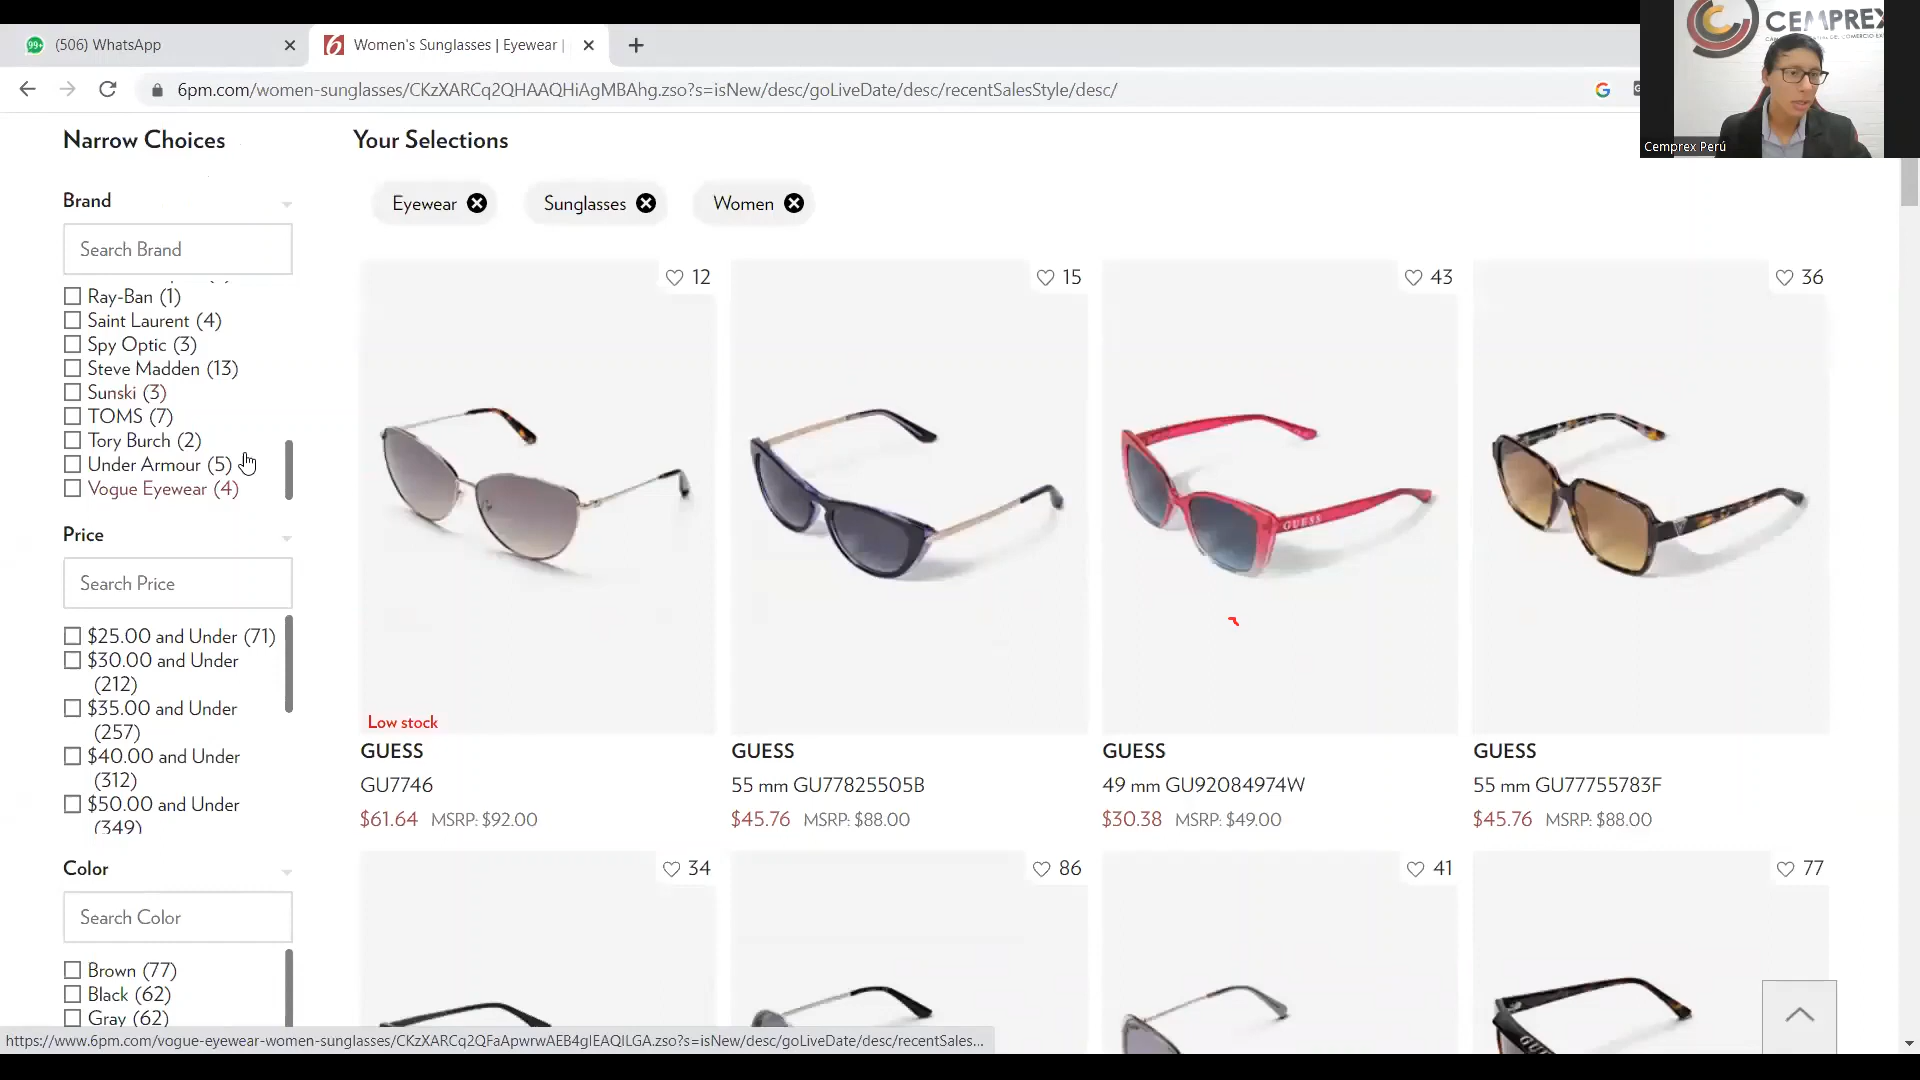 (506) WhatsApp
Women's Sunglasses | Eyewear |
6pm.com/women-sunglasses/CKzXARCq2QHAAQHiAgMBAhg.zso?s=isNew/desc/goLiveDate/desc/recentSalesStyle/desc/
CEMPREX
Cemprex Perú
Narrow Choices
Your Selections
Brand
Search Brand
Eyewear
Sunglasses
Women
Ray-Ban (1)
Saint Laurent (4)
Spy Optic (3)
Steve Madden (13)
Sunski (3)
TOMS (7)
Tory Burch (2)
Under Armour (5)
Vogue Eyewear (4)
Price
Search Price
$25.00 and Under (71)
$30.00 and Under
(212)
$35.00 and Under
(257)
$40.00 and Under
(312)
$50.00 and Under
(349)
Color
Search Color
Brown (77)
Black (62)
Gray (62)
12
15
43
36
GUESS
Low stock
GUESS
GU7746
$61.64 MSRP: $92.00
GUESS
55 mm GU77825505B
$45.76 MSRP: $88.00
GUESS
49 mm GU92084974W
$30.38 MSRP: $49.00
GUESS
55 mm GU77755783F
$45.76 MSRP: $88.00
34
86
41
77
https://www.6pm.com/vogue-eyewear-women-sunglasses/CKzXARCq2QFaApwrwAEB4gIEAQILGA.zso?s=isNew/desc/goLiveDate/desc/recentSales...